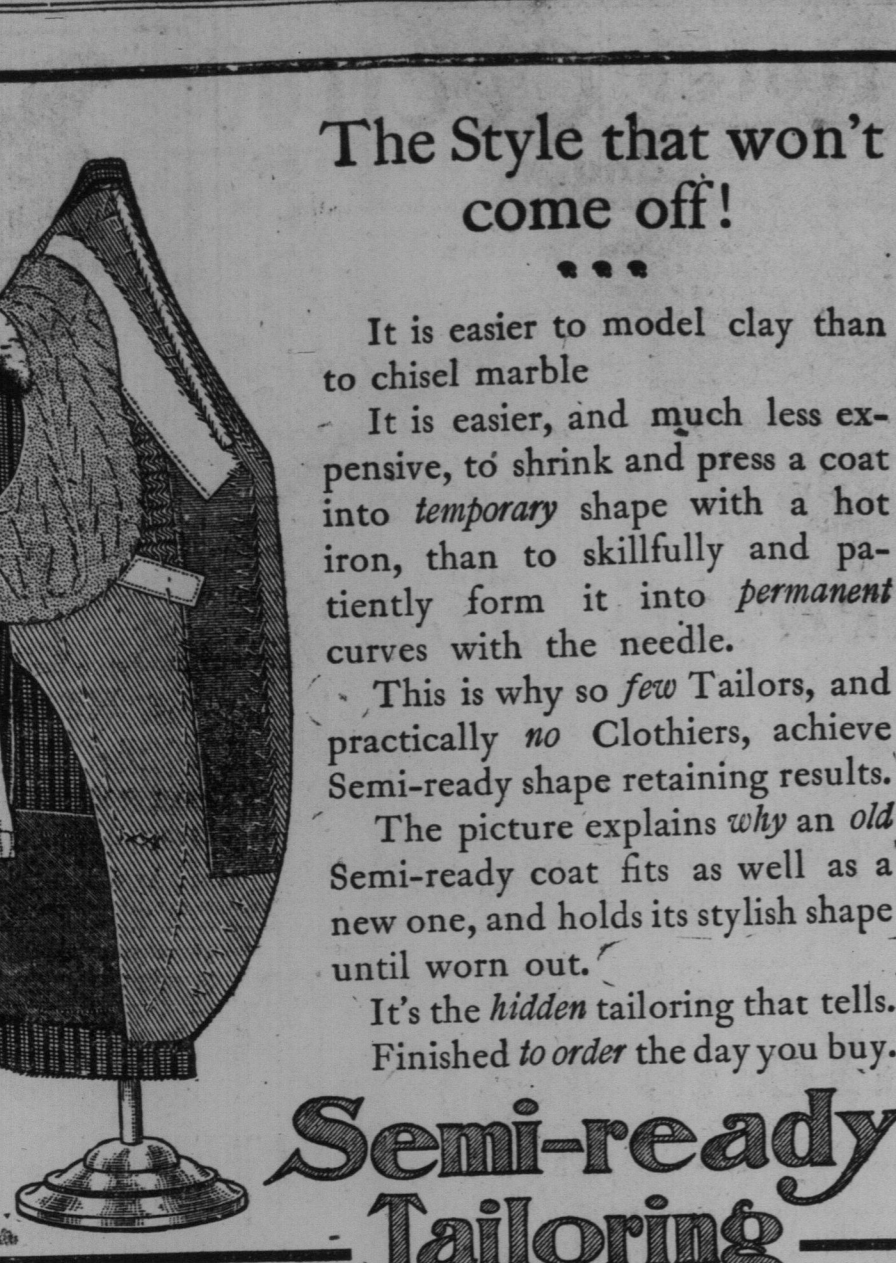 The Style that won't
come off!
It is easier to model clay than
to chisel marble
It is easier, and much less ex-
pensive, to shrink and press a coat
into temporary shape with a hot
iron, than to skillfully and pa-
tiently form it into permanent
curves with the needle.
This is why so few Tailors, and
practically no Clothiers, achieve
Semi-ready shape retaining results.
The picture explains why an old
Semi-ready coat fits as well as a
new one, and holds its stylish shape
until worn out.
It's the hidden tailoring that tells.
Finished to order the day you buy.
Semi-ready
Tailoring